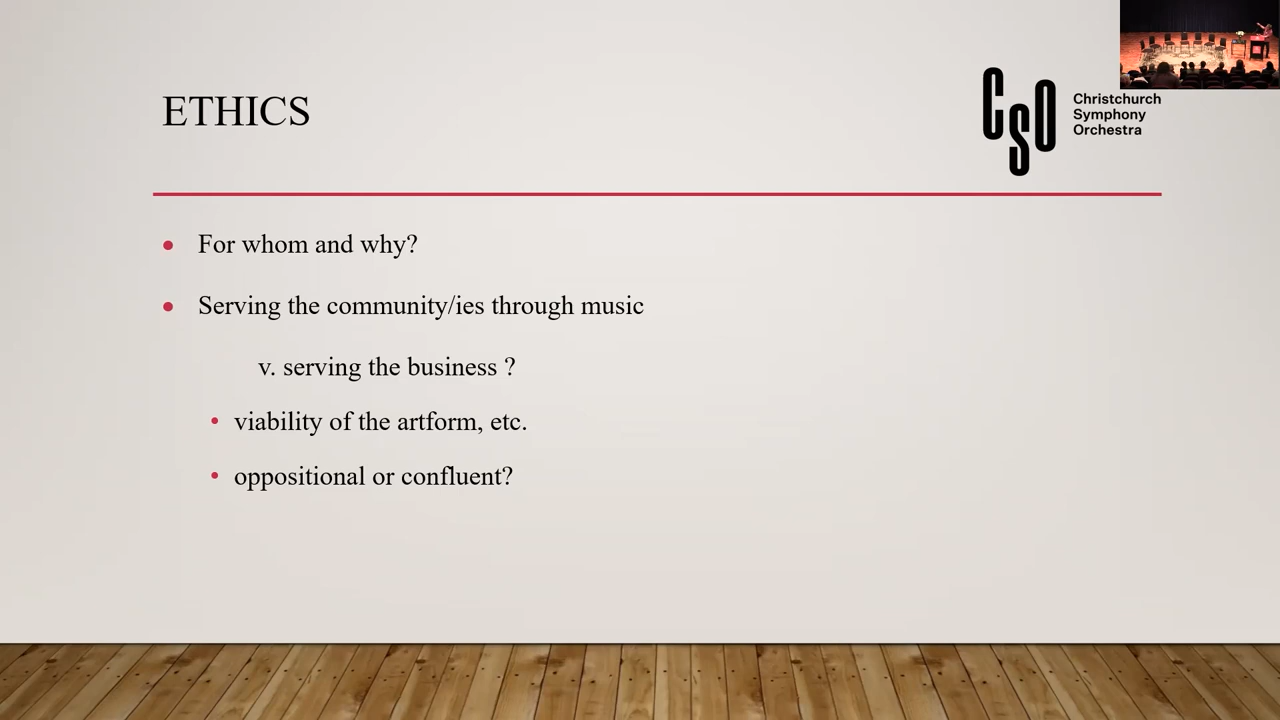 ETHICS
CSO
Christchurch
Symphony
Orchestra
For whom and why?
Serving the community/ies through music
v. serving the business ?
viability of the artform, etc.
oppositional or confluent?